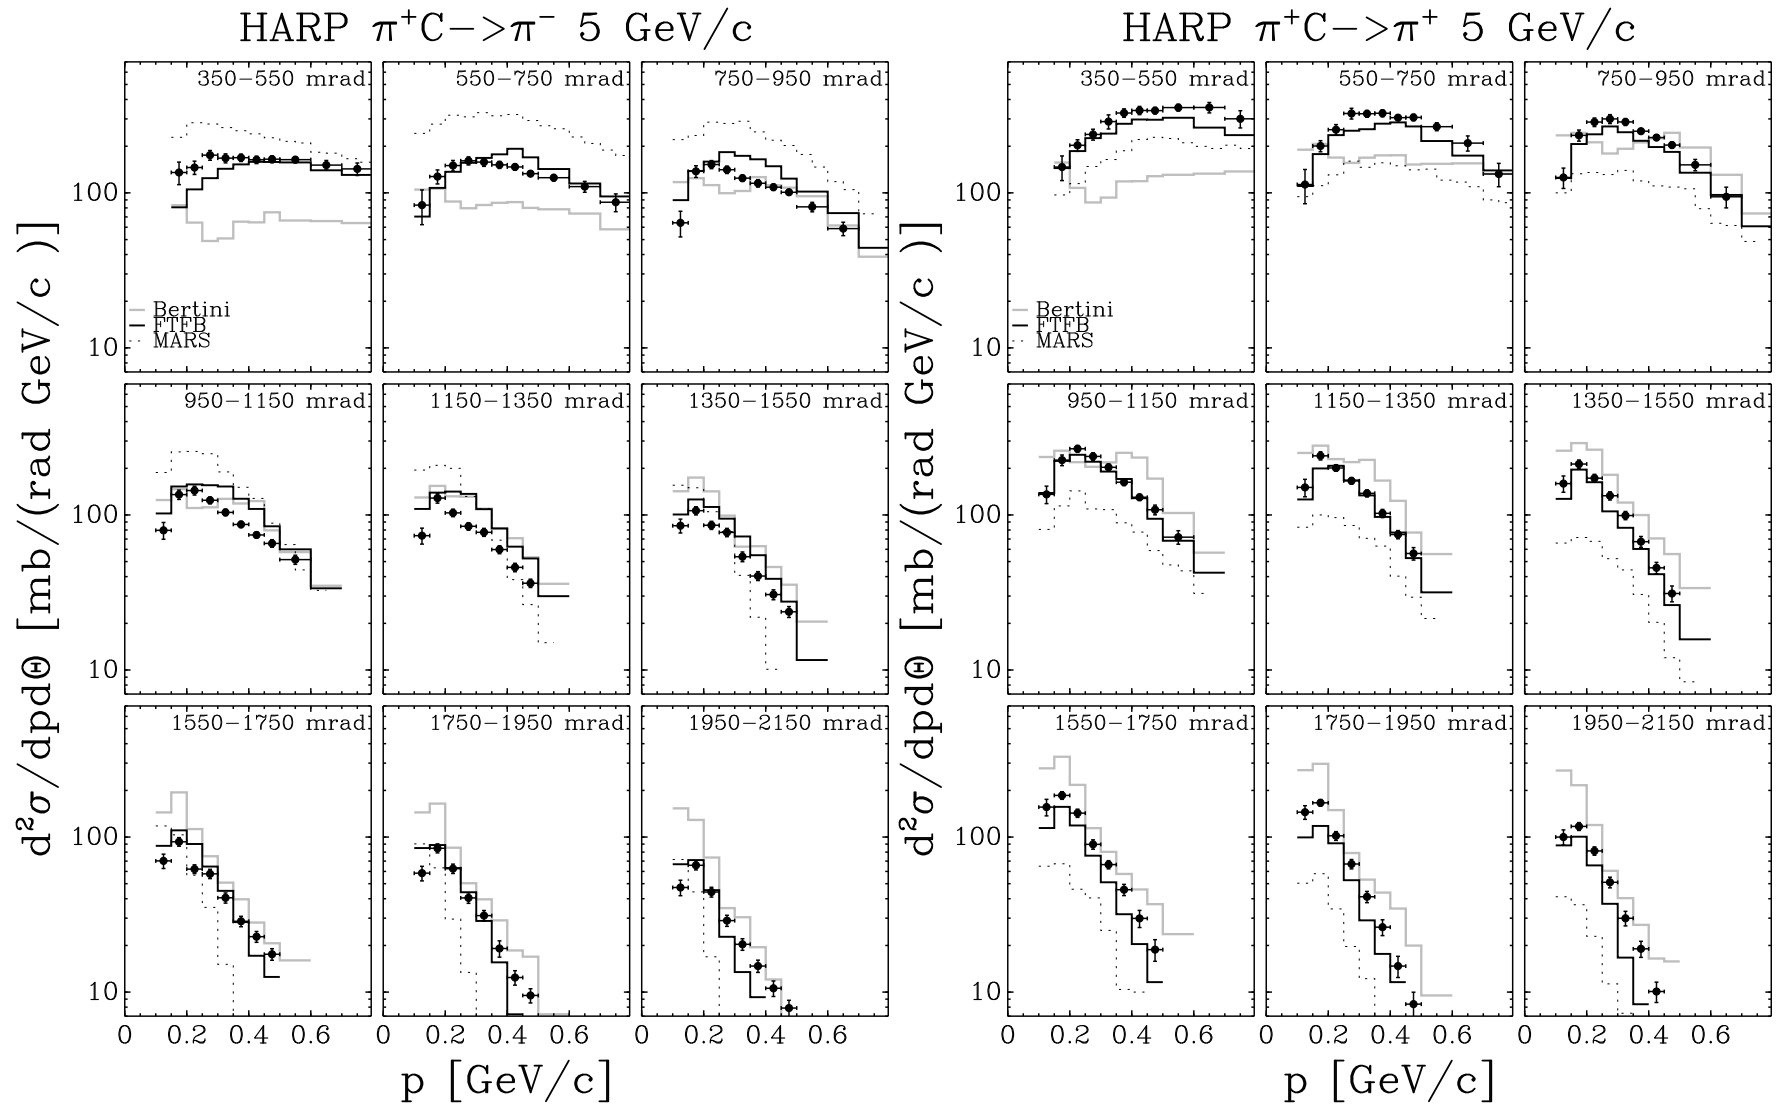 HARP π⁺C−>π⁻ 5 GeV/c
d²σ/dpdΘ [mb/(rad GeV/c )]
350−550 mrad
550−750 mrad
750−950 mrad
100
10
Bertini
FTFB
MARS
950−1150 mrad
1150−1350 mrad
1350−1550 mrad
100
10
1550−1750 mrad
1750−1950 mrad
1950−2150 mrad
100
10
0 0.2 0.4 0.6 0 0.2 0.4 0.6 0 0.2 0.4 0.6
p [GeV/c]
HARP π⁺C−>π⁺ 5 GeV/c
d²σ/dpdΘ [mb/(rad GeV/c )]
350−550 mrad
550−750 mrad
750−950 mrad
100
10
Bertini
FTFB
MARS
950−1150 mrad
1150−1350 mrad
1350−1550 mrad
100
10
1550−1750 mrad
1750−1950 mrad
1950−2150 mrad
100
10
0 0.2 0.4 0.6 0 0.2 0.4 0.6 0 0.2 0.4 0.6
p [GeV/c]